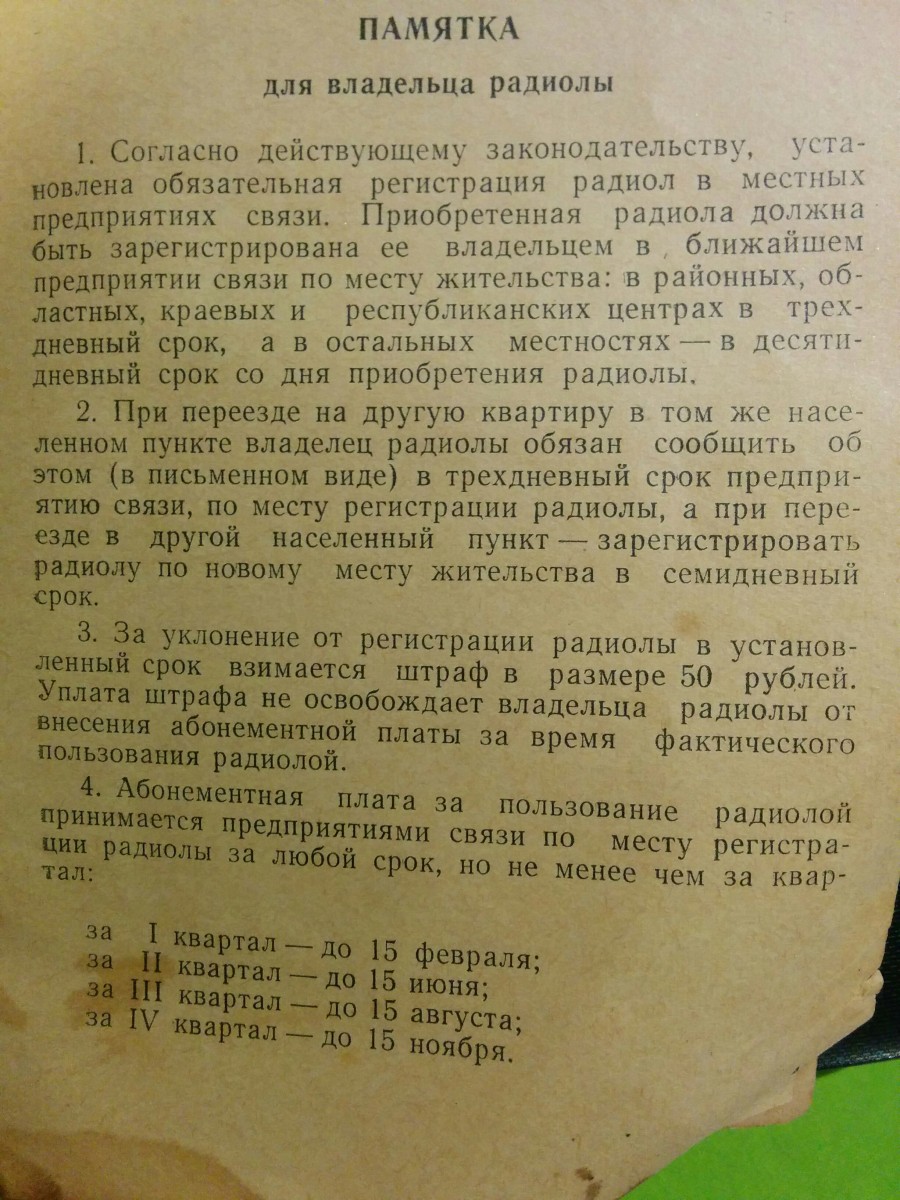 ПАМЯТКА
для владельца радиолы
1. Согласно действующему законодательству, уста-
новлена обязательная регистрация радиол в местных
предприятиях связи. Приобретенная радиола должна
быть зарегистрирована ее владельцем в ближайшем
предприятии связи по месту жительства: в районных, об-
ластных, краевых и республиканских центрах в трех-
дневный срок, а в остальных местностях — в десяти-
дневный срок со дня приобретения радиолы.
2. При переезде на другую квартиру в том же насе-
ленном пункте владелец радиолы обязан сообщить об
этом (в письменном виде) в трехдневный срок предпри-
ятию связи, по месту регистрации радиолы, а при пере-
езде в другой населенный пункт — зарегистрировать
радиолу по новому месту жительства в семидневный
срок.
3. За уклонение от регистрации радиолы в установ-
ленный срок взимается штраф в размере 50 рублей.
Уплата штрафа не освобождает владельца радиолы от
внесения абонементной платы за время фактического
пользования радиолой.
4. Абонементная плата за пользование радиолой
принимается предприятиями связи по месту регистра-
ции радиолы за любой срок, но не менее чем за квар-
тал:
за I квартал — до 15 февраля;
за II квартал — до 15 июня;
за III квартал — до 15 августа;
за IV квартал — до 15 ноября.